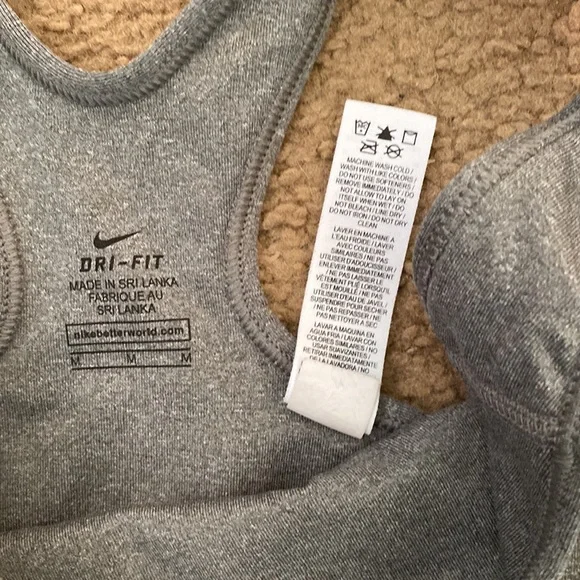 DRI-FIT
MADE IN SRI LANKA
FABRIQUE AU
SRI LANKA
nikebetterworld.com
M M M
MACHINE WASH COLD /
WASH WITH LIKE COLORS /
DO NOT USE SOFTENERS /
REMOVE IMMEDIATELY / DO
NOT ALLOW TO LAY ON
ITSELF WHEN WET / DO
NOT BLEACH / LINE DRY /
DO NOT IRON / DO NOT DRY
CLEAN
LAVER EN MACHINE A
L'EAU FROIDE / LAVER
AVEC COULEURS
SIMILAIRES / NE PAS
UTILISER D'ADOUCISSEUR /
ENLEVER IMMÉDIATEMENT
/ NE PAS LAISSER LE
VÊTEMENT PLIÉ LORSQU'IL
EST MOUILLÉ / NE PAS
UTILISER D'EAU DE JAVEL /
SUSPENDRE POUR SÉCHER
/ NE PAS REPASSER / NE
PAS NETTOYER A SEC
LAVAR A MAQUINA EN
AGUA FRIA / LAVAR CON
COLORES SIMILARES / NO
USAR SUAVIZANTES /
RETIRAR INMEDIATAMENTE
DE LA LAVADORA / NO